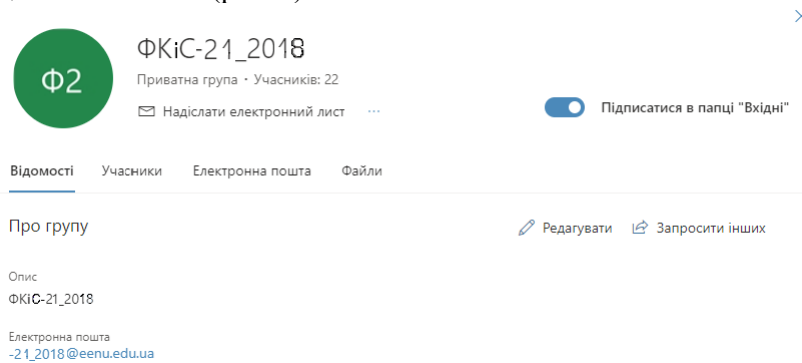 ФКіС-21_2018
Ф2
Приватна група · Учасників: 22
Надіслати електронний лист ...
Підписатися в папці "Вхідні"
Відомості Учасники Електронна пошта Файли
Про групу
Редагувати Запросити інших
Опис
ФКіС-21_2018
Електронна пошта
-21_2018@eenu.edu.ua